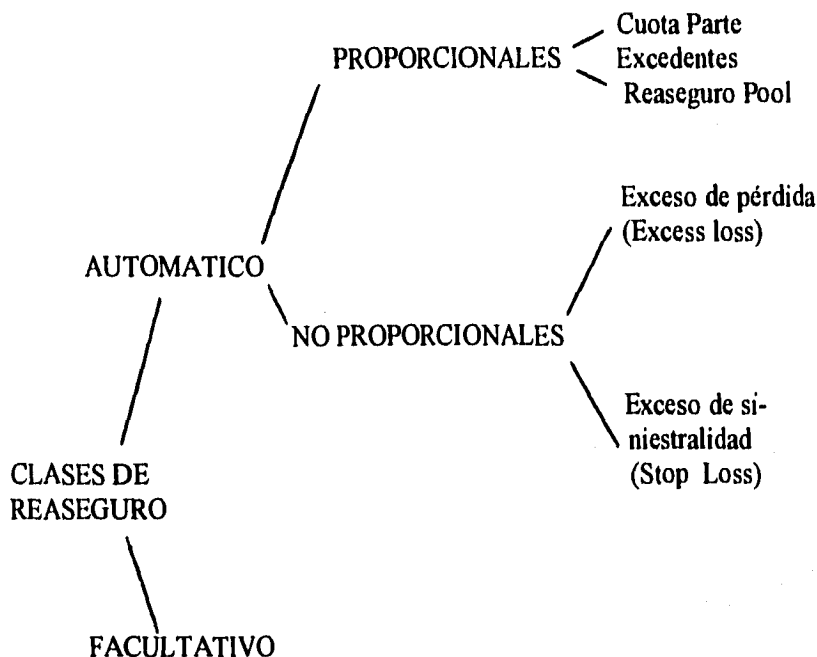 Cuota Parte
PROPORCIONALES
Excedentes
Reaseguro Pool
Exceso de pérdida
(Excess loss)
AUTOMATICO
NO PROPORCIONALES
Exceso de si-
niestralidad
(Stop Loss)
CLASES DE
REASEGURO
FACULTATIVO